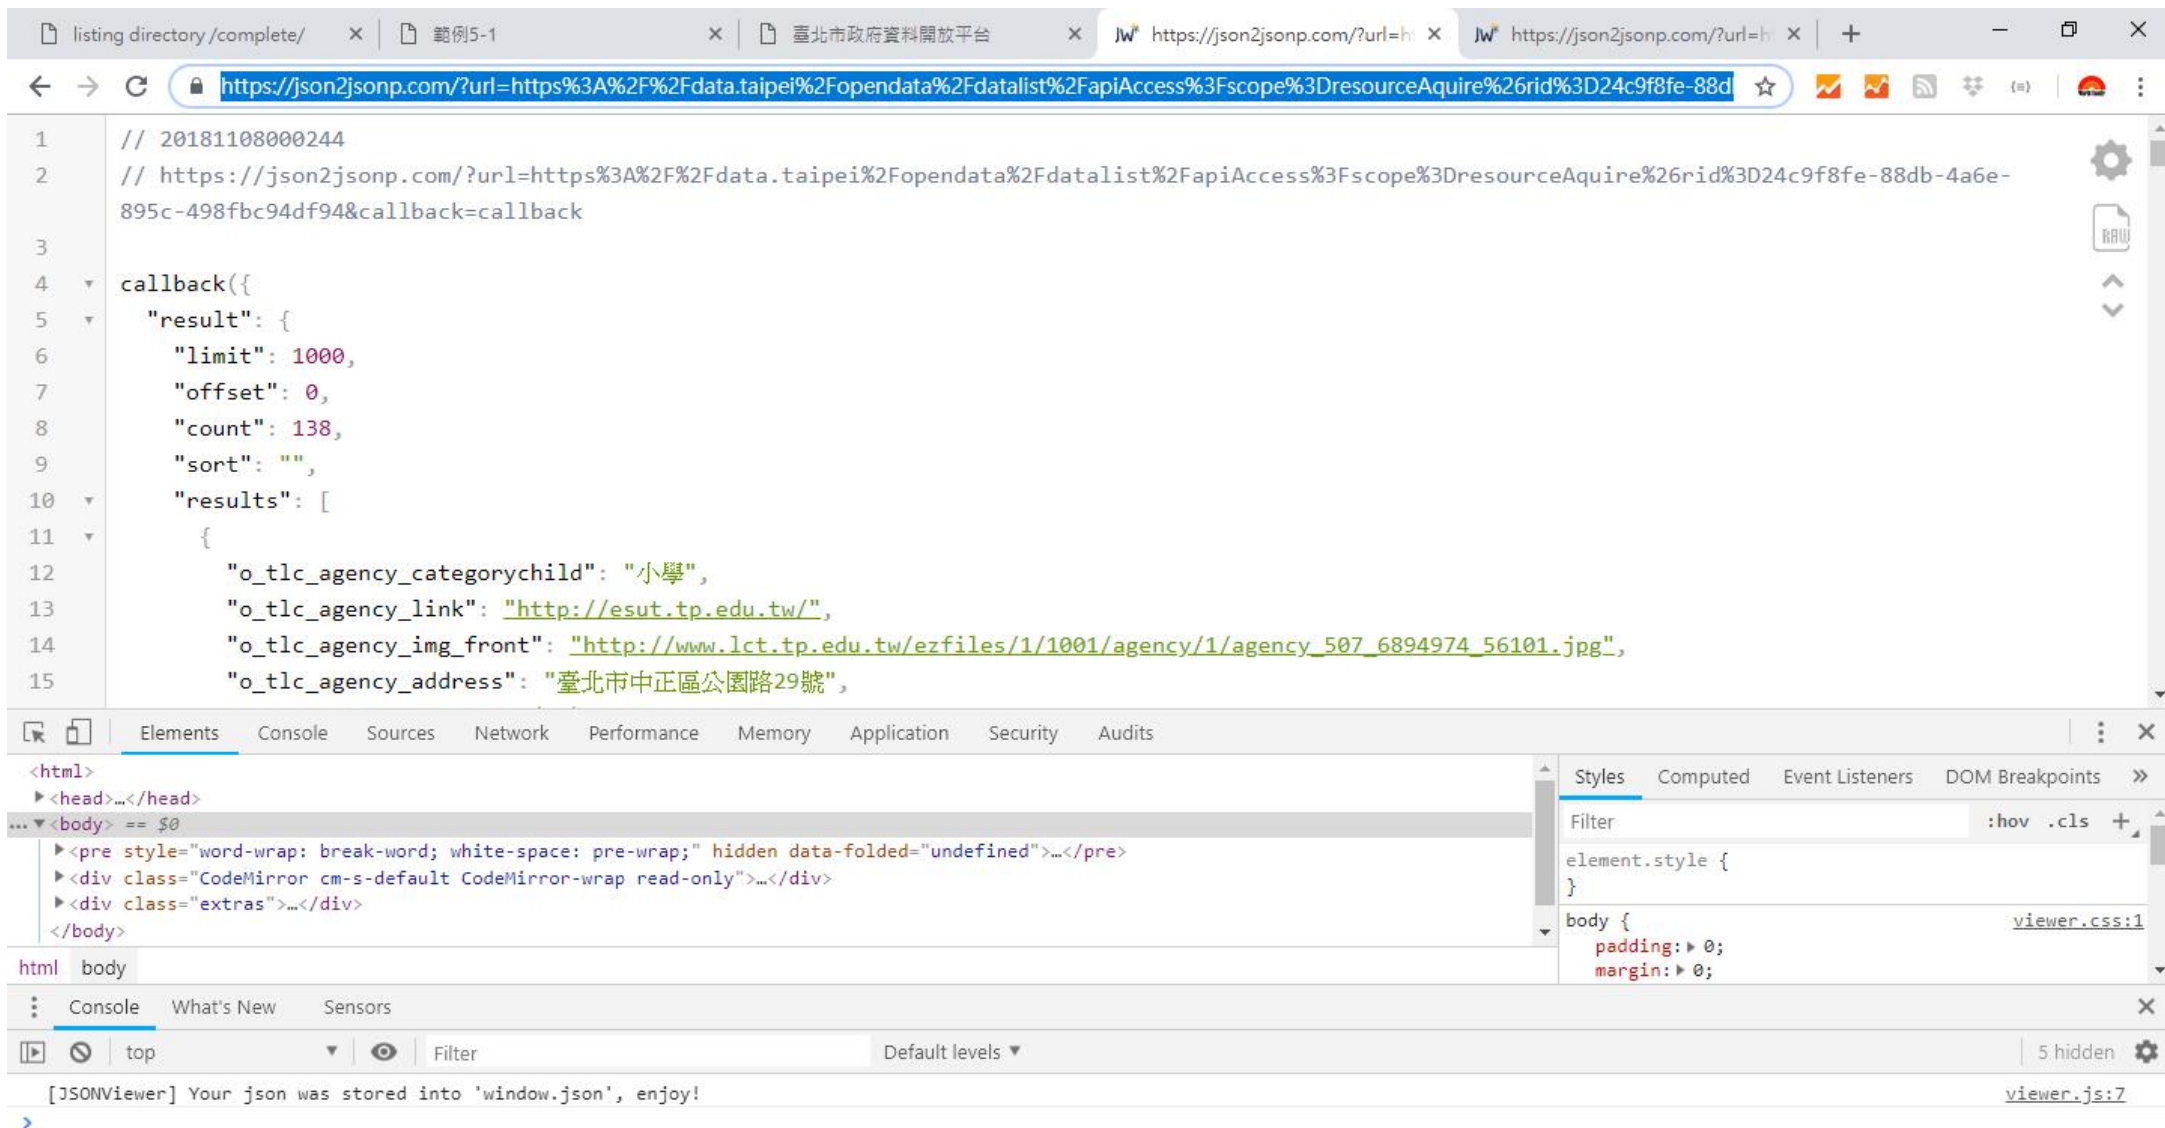 listing directory /complete/
範例5-1
臺北市政府資料開放平台
https://json2jsonp.com/?url=h
https://json2jsonp.com/?url=h
https://json2jsonp.com/?url=https%3A%2F%2Fdata.taipei%2Fopendata%2Fdatalist%2FapiAccess%3Fscope%3DresourceAquire%26rid%3D24c9f8fe-88d
1 // 20181108000244
2 // https://json2jsonp.com/?url=https%3A%2F%2Fdata.taipei%2Fopendata%2Fdatalist%2FapiAccess%3Fscope%3DresourceAquire%26rid%3D24c9f8fe-88db-4a6e-
895c-498fbc94df94&callback=callback
RAW
3
4 callback({
5 "result": {
6 "limit": 1000,
7 "offset": 0,
8 "count": 138,
9 "sort": "",
10 "results": [
11 {
12 "o_tlc_agency_categorychild": "小學",
13 "o_tlc_agency_link": "http://esut.tp.edu.tw/",
14 "o_tlc_agency_img_front": "http://www.lct.tp.edu.tw/ezfiles/1/1001/agency/1/agency_507_6894974_56101.jpg",
15 "o_tlc_agency_address": "臺北市中正區公園路29號",
Elements Console Sources Network Performance Memory Application Security Audits
<html>
<head>…</head>
<body> == $0
<pre style="word-wrap: break-word; white-space: pre-wrap;" hidden data-folded="undefined">…</pre>
<div class="CodeMirror cm-s-default CodeMirror-wrap read-only">…</div>
<div class="extras">…</div>
</body>
html body
Styles Computed Event Listeners DOM Breakpoints »
Filter :hov .cls +
element.style {
}
body { viewer.css:1
padding: 0;
margin: 0;
Console What's New Sensors
top Filter Default levels ▼ 5 hidden
[JSONViewer] Your json was stored into 'window.json', enjoy! viewer.js:7